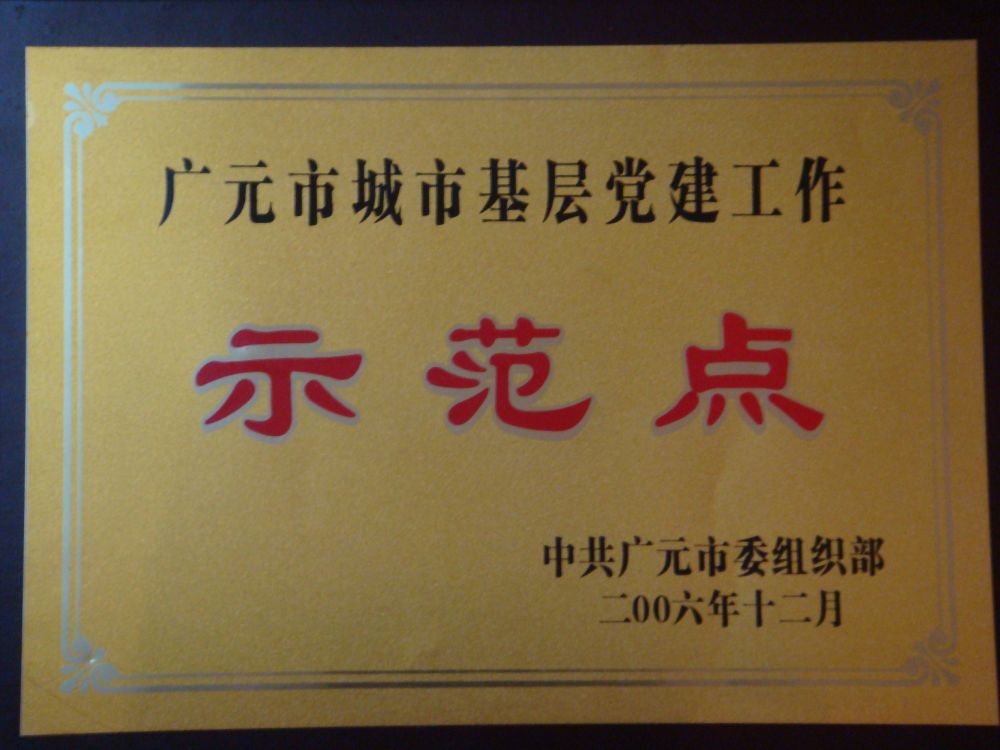 广元市城市基层党建工作
示范点
中共广元市委组织部
二00六年十二月